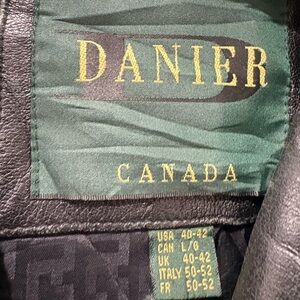 DANIER
CANADA
USA 40-42
CAN L/G
UK 40-42
ITALY 50-52
FR 50-52